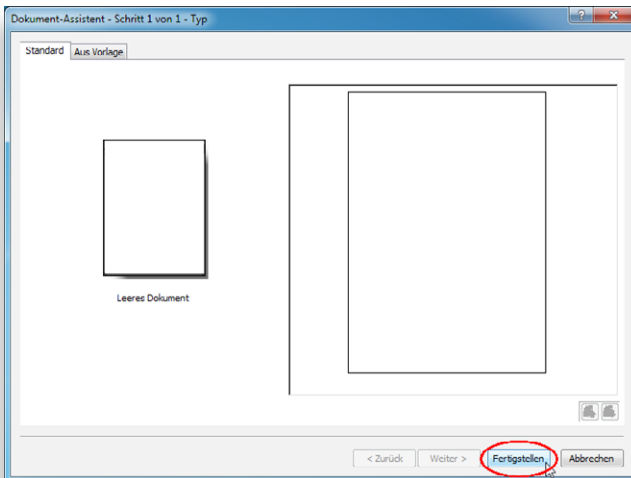 Dokument-Assistent - Schritt 1 von 1 - Typ
Standard Aus Vorlage
Leeres Dokument
< Zurück Weiter > Fertigstellen Abbrechen